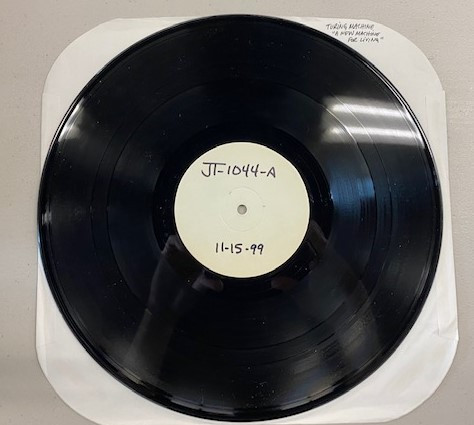 TURING MACHINE
"A NEW MACHINE
FOR LIVING"
JT-1044-A
11-15-99